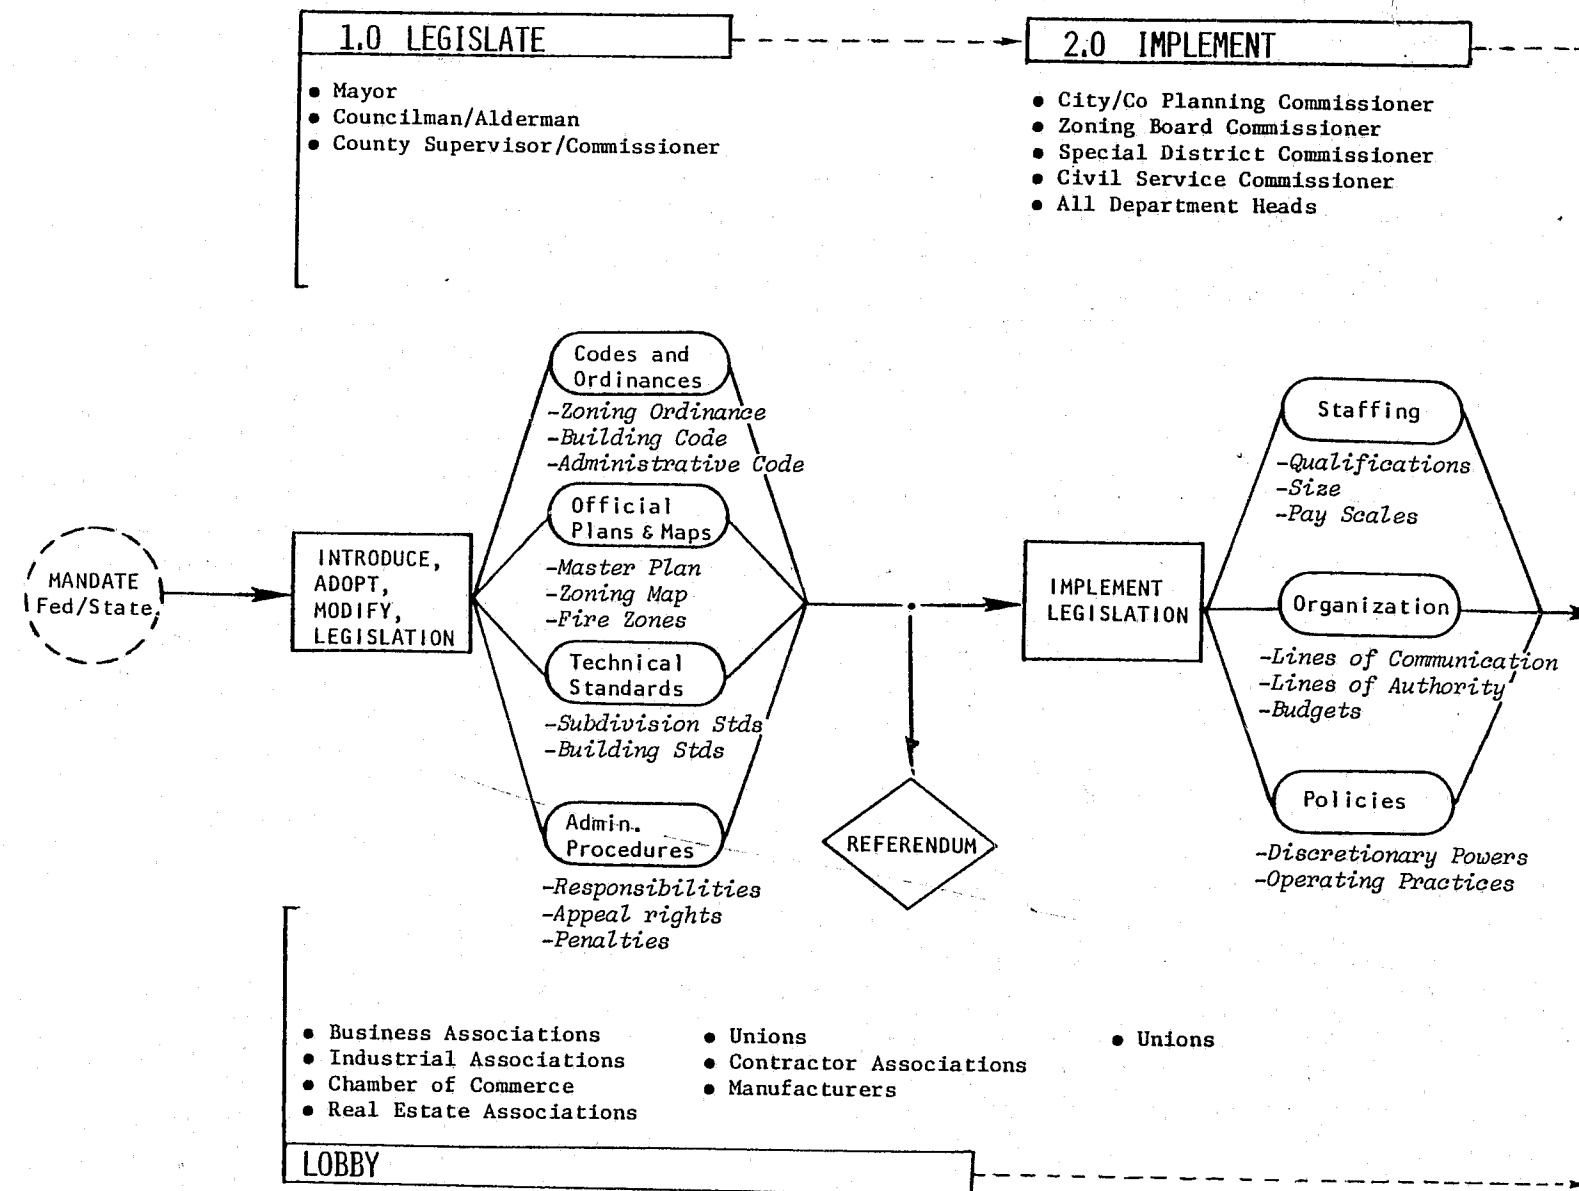 1.0 LEGISLATE
2.0 IMPLEMENT
● Mayor
● Councilman/Alderman
● County Supervisor/Commissioner
● City/Co Planning Commissioner
● Zoning Board Commissioner
● Special District Commissioner
● Civil Service Commissioner
● All Department Heads
MANDATE
Fed/State
INTRODUCE,
ADOPT,
MODIFY,
LEGISLATION
Codes and
Ordinances
-Zoning Ordinance
-Building Code
-Administrative Code
Official
Plans & Maps
-Master Plan
-Zoning Map
-Fire Zones
Technical
Standards
-Subdivision Stds
-Building Stds
Admin.
Procedures
-Responsibilities
-Appeal rights
-Penalties
REFERENDUM
IMPLEMENT
LEGISLATION
Staffing
-Qualifications
-Size
-Pay Scales
Organization
-Lines of Communication
-Lines of Authority
-Budgets
Policies
-Discretionary Powers
-Operating Practices
● Business Associations
● Industrial Associations
● Chamber of Commerce
● Real Estate Associations
● Unions
● Contractor Associations
● Manufacturers
● Unions
LOBBY